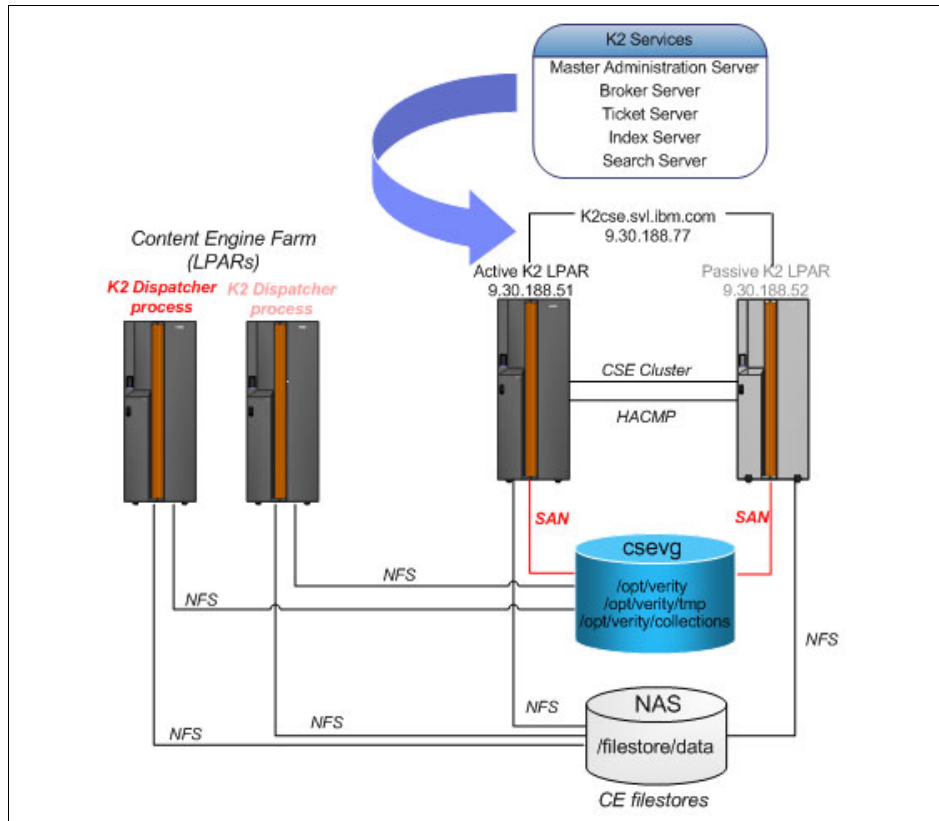 K2 Services
Master Administration Server
Broker Server
Ticket Server
Index Server
Search Server
K2cse.svl.ibm.com
9.30.188.77
Content Engine Farm
(LPARs)
K2 Dispatcher
process
K2 Dispatcher
process
Active K2 LPAR
9.30.188.51
Passive K2 LPAR
9.30.188.52
CSE Cluster
HACMP
SAN
SAN
csevg
/opt/verity
/opt/verity/tmp
/opt/verity/collections
NFS
NFS
NFS
NFS
NFS
NFS
NAS
/filestore/data
CE filestores